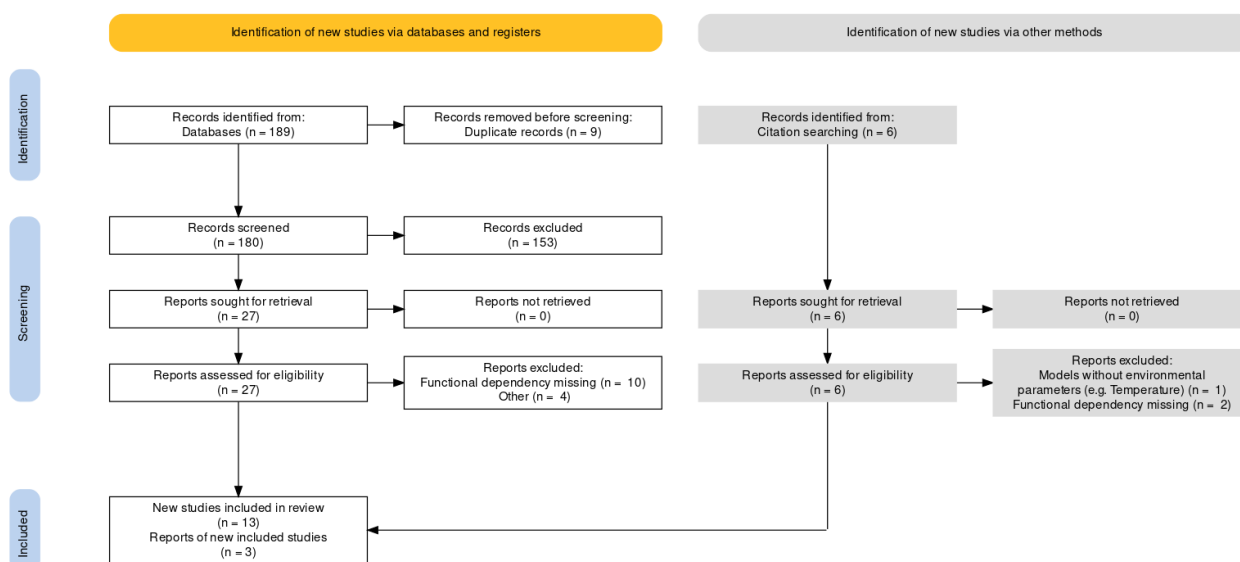 Identification of new studies via databases and registers
Identification of new studies via other methods
Identification
Records identified from:
Databases (n = 189)
Records removed before screening:
Duplicate records (n = 9)
Records identified from:
Citation searching (n = 6)
Screening
Records screened
(n = 180)
Records excluded
(n = 153)
Reports sought for retrieval
(n = 27)
Reports not retrieved
(n = 0)
Reports sought for retrieval
(n = 6)
Reports not retrieved
(n = 0)
Reports assessed for eligibility
(n = 27)
Reports excluded:
Functional dependency missing (n = 10)
Other (n = 4)
Reports assessed for eligibility
(n = 6)
Reports excluded:
Models without environmental
parameters (e.g. Temperature) (n = 1)
Functional dependency missing (n = 2)
Included
New studies included in review
(n = 13)
Reports of new included studies
(n = 3)